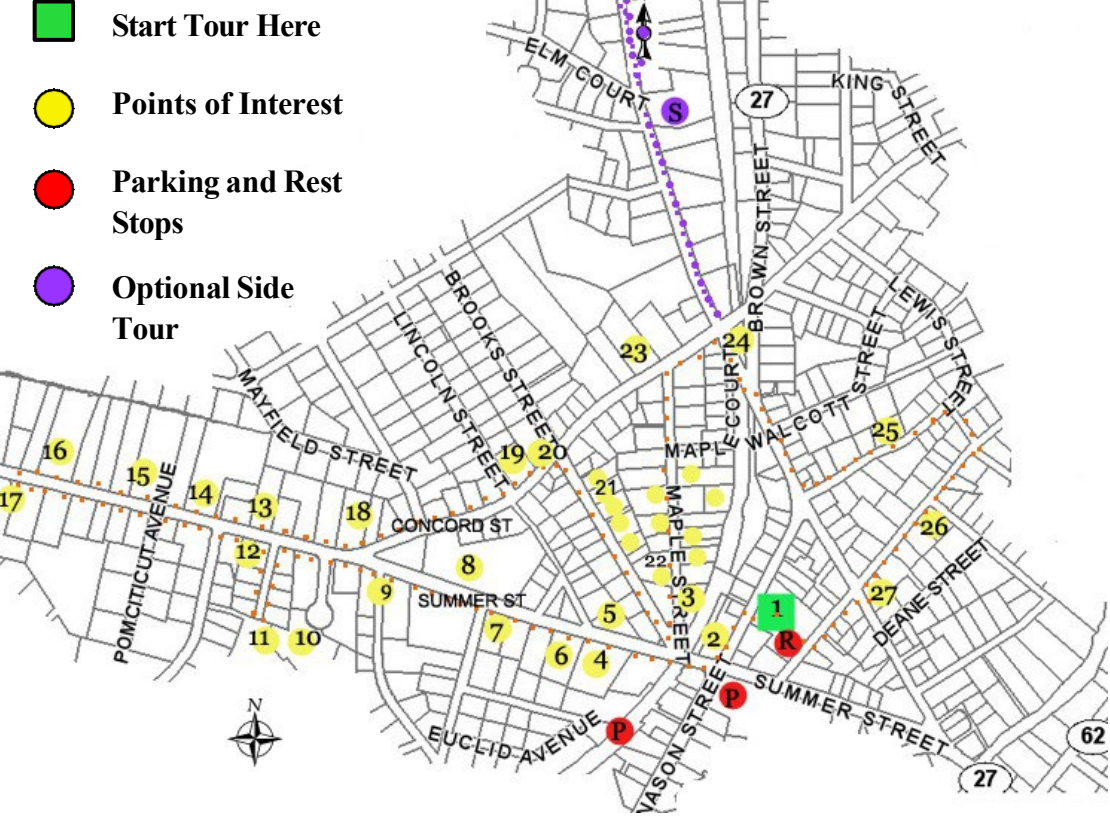 Start Tour Here
Points of Interest
Parking and Rest
Stops
Optional Side
Tour
ELM COURT
S
27
KING STREET
BROWN STREET
LEWIS STREET
BROOKS STREET
LINCOLN STREET
MAYFIELD STREET
23
24
MAPLE COURT
WALCOTT STREET
25
16
15
14
13
18
19
20
21
17
POMCITICUT AVENUE
CONCORD ST
12
8
22
MAPLE STREET
26
9
SUMMER ST
3
1
27
DEANE STREET
11
10
7
5
2
R
6
4
N
P
P
SUMMER STREET
EUCLID AVENUE
NASON STREET
62
27